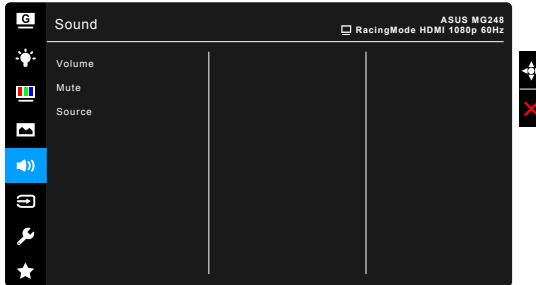 G
Sound
ASUS MG248
RacingMode HDMI 1080p 60Hz
Volume
Mute
Source